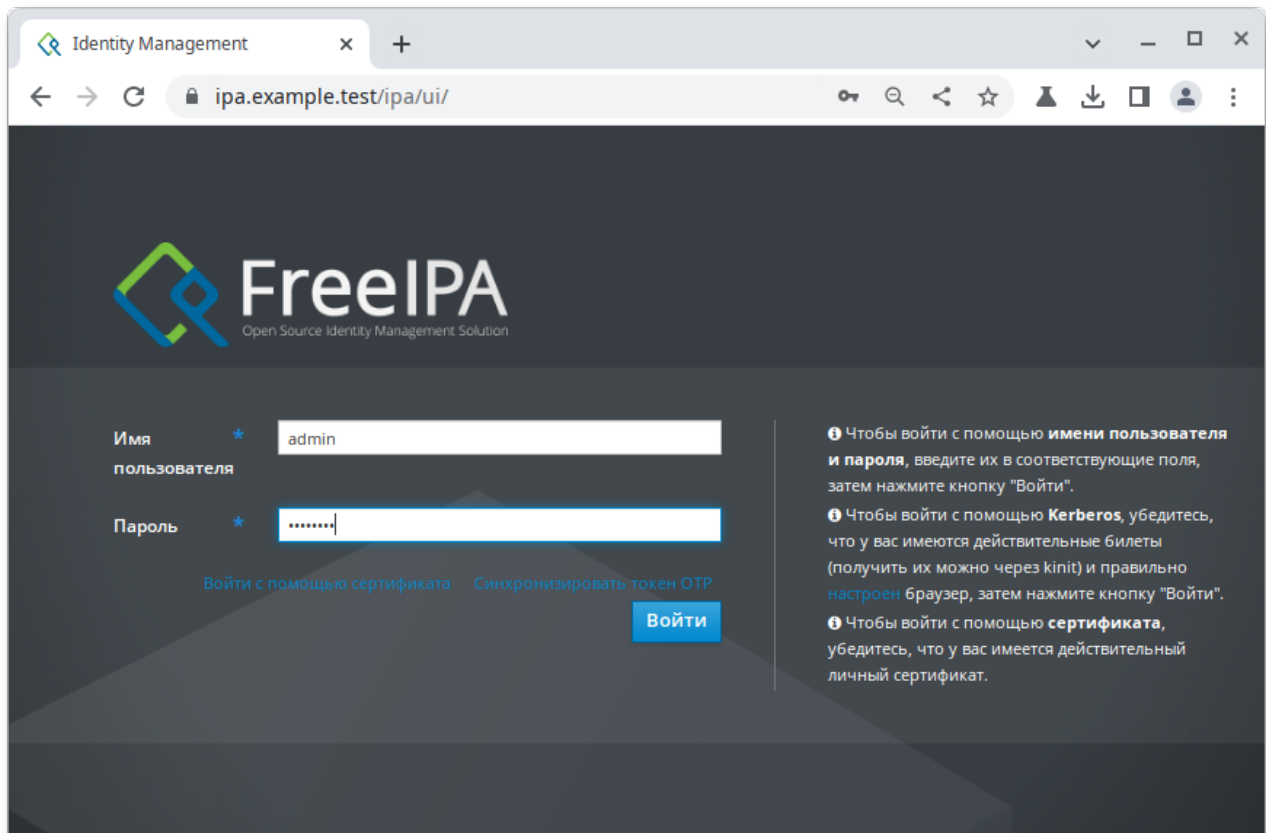 Identity Management
ipa.example.test/ipa/ui/
FreeIPA
Open Source Identity Management Solution
Имя *
пользователя
admin
Пароль *
••••••••
Войти с помощью сертификата Синхронизировать токен OTP
Войти
Чтобы войти с помощью имени пользователя
и пароля, введите их в соответствующие поля,
затем нажмите кнопку "Войти".
Чтобы войти с помощью Kerberos, убедитесь,
что у вас имеются действительные билеты
(получить их можно через kinit) и правильно
настроен браузер, затем нажмите кнопку "Войти".
Чтобы войти с помощью сертификата,
убедитесь, что у вас имеется действительный
личный сертификат.